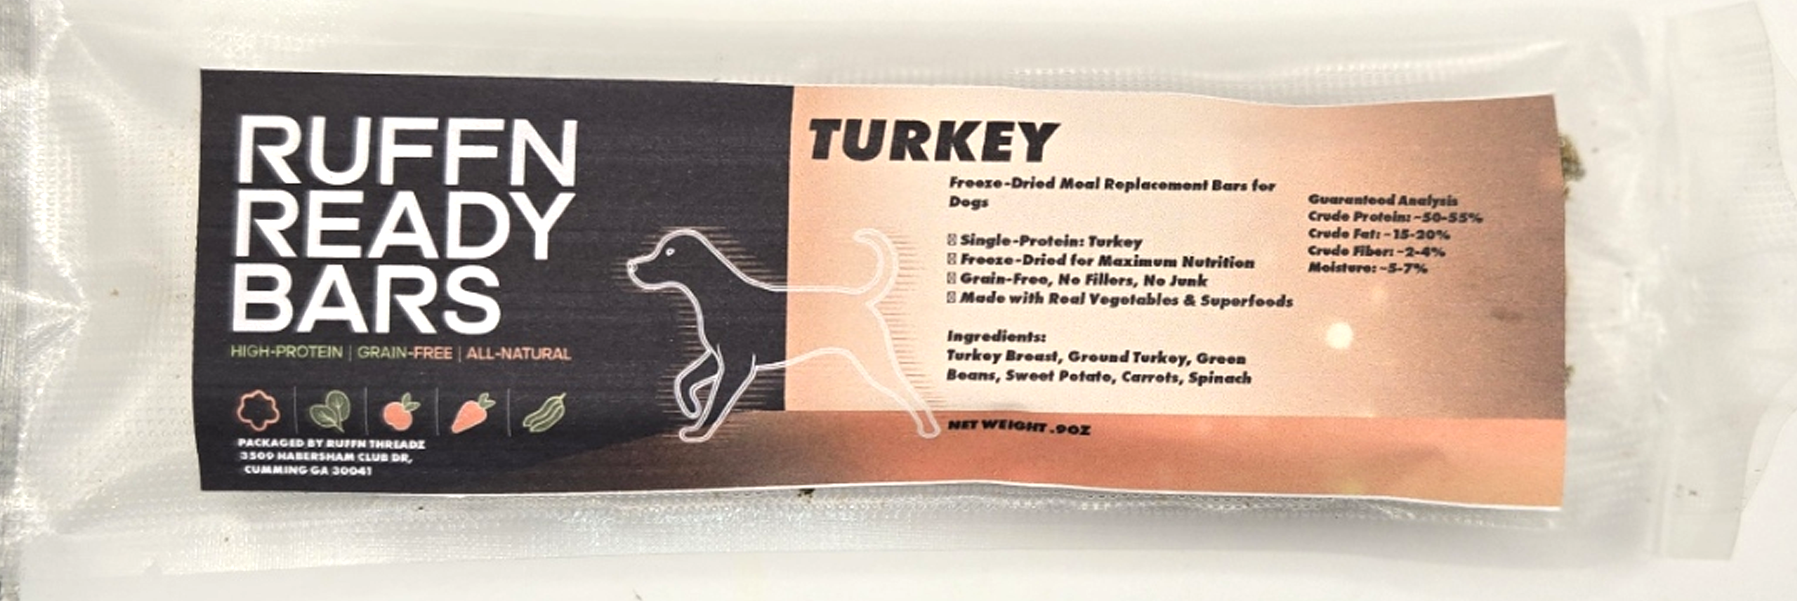 RUFFN
READY
BARS
HIGH-PROTEIN | GRAIN-FREE | ALL-NATURAL
PACKAGED BY RUFFN THREADZ
3509 HABERSHAM CLUB DR,
CUMMING GA 30041
TURKEY
Freeze-Dried Meal Replacement Bars for
Dogs
Single-Protein: Turkey
Freeze-Dried for Maximum Nutrition
Grain-Free, No Fillers, No Junk
Made with Real Vegetables & Superfoods
Ingredients:
Turkey Breast, Ground Turkey, Green
Beans, Sweet Potato, Carrots, Spinach
NET WEIGHT .9OZ
Guaranteed Analysis
Crude Protein: ~50-55%
Crude Fat: ~15-20%
Crude Fiber: ~2-4%
Moisture: ~5-7%